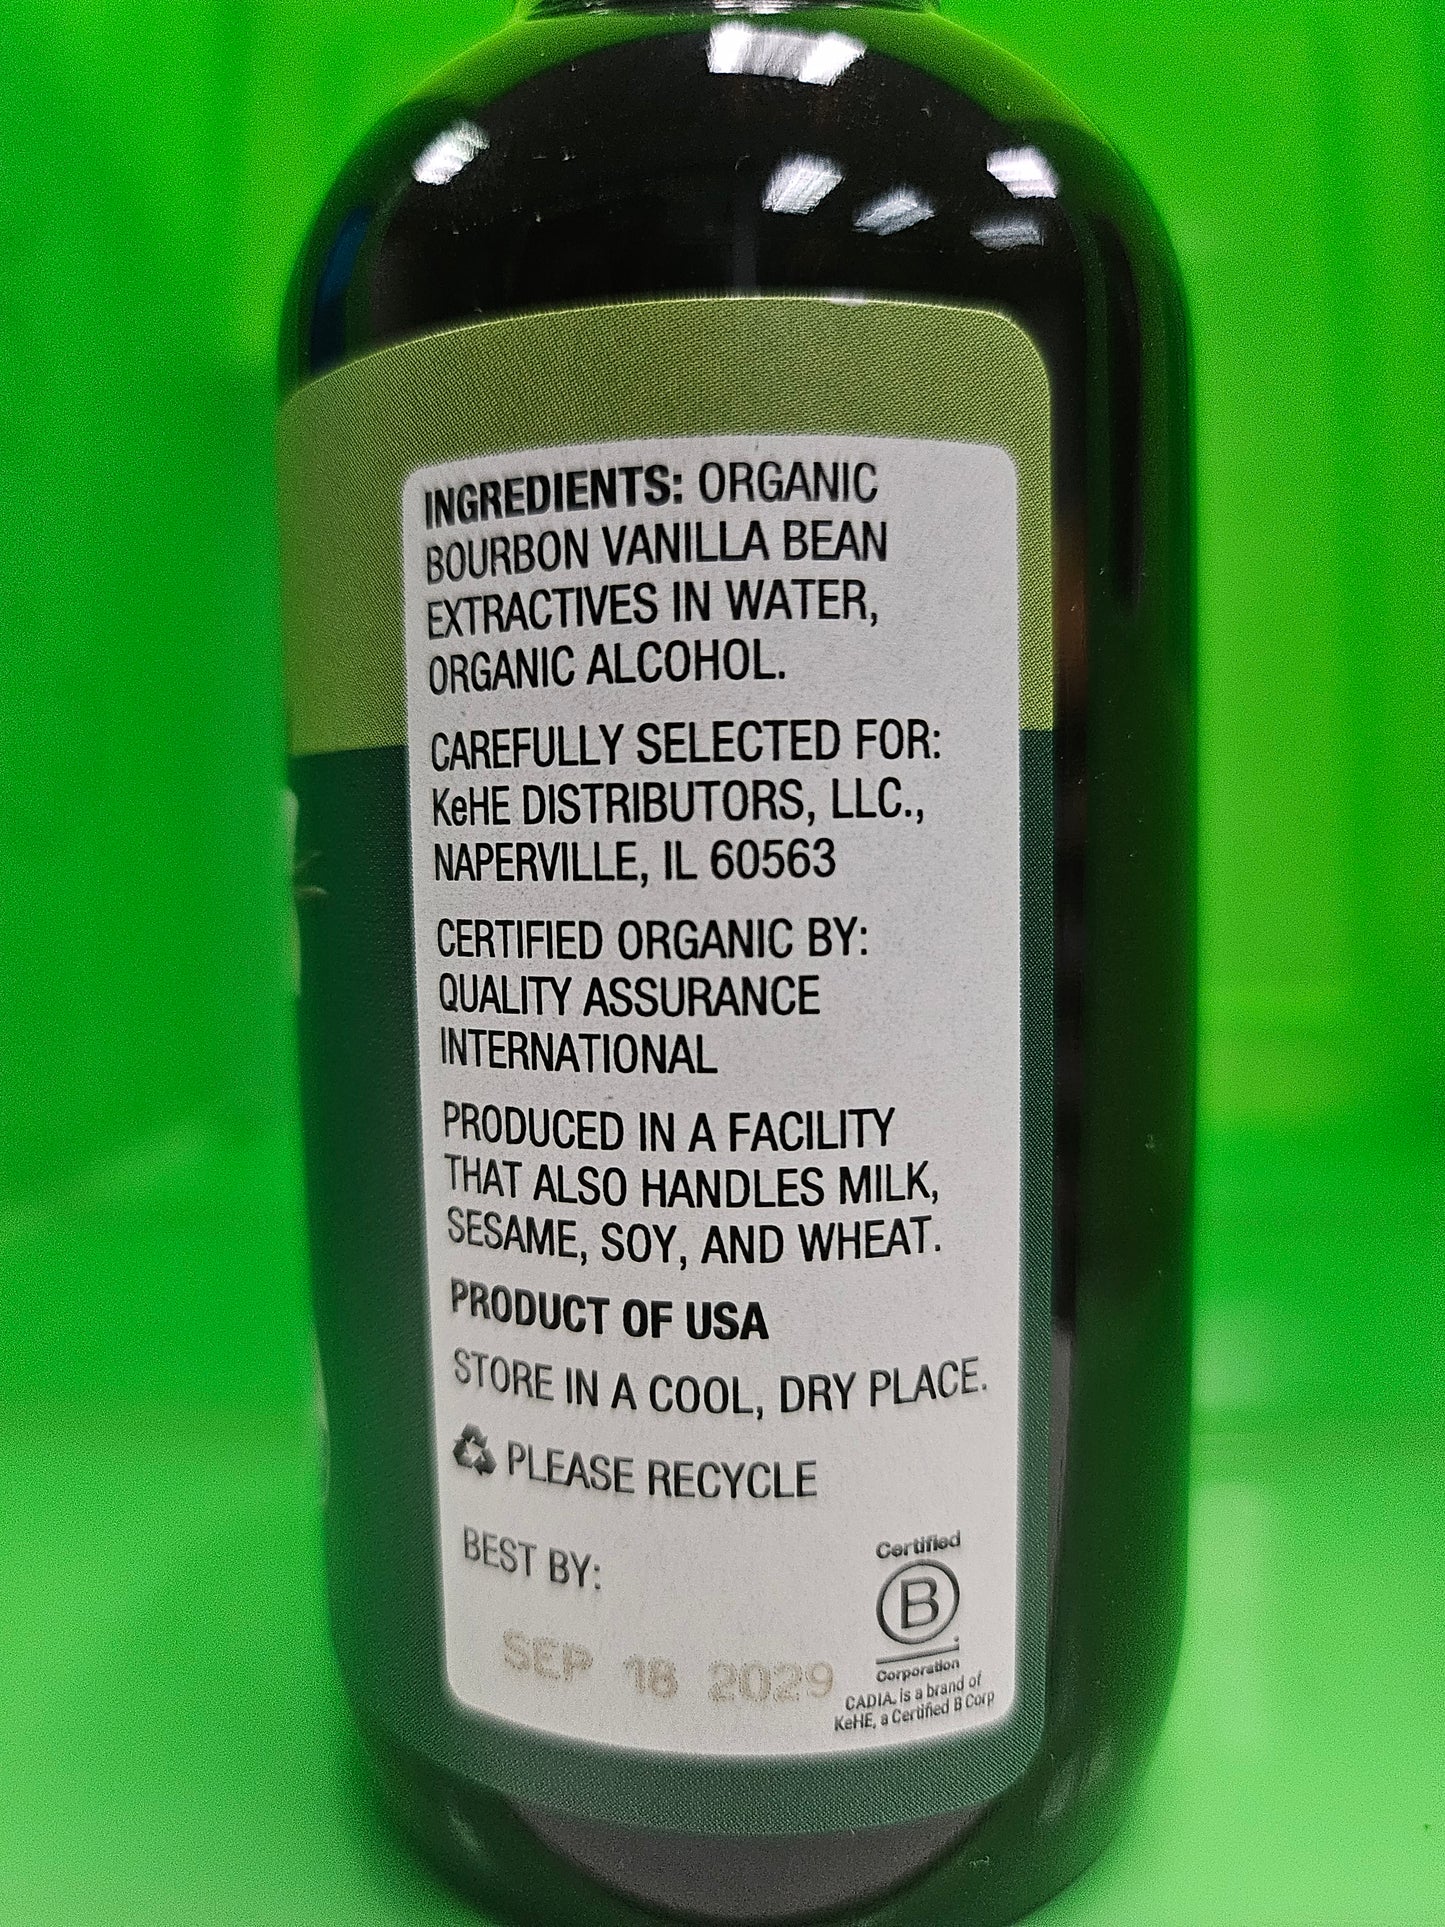 INGREDIENTS: ORGANIC
BOURBON VANILLA BEAN
EXTRACTIVES IN WATER,
ORGANIC ALCOHOL.
CAREFULLY SELECTED FOR:
KeHE DISTRIBUTORS, LLC.,
NAPERVILLE, IL 60563
CERTIFIED ORGANIC BY:
QUALITY ASSURANCE
INTERNATIONAL
PRODUCED IN A FACILITY
THAT ALSO HANDLES MILK,
SESAME, SOY, AND WHEAT.
PRODUCT OF USA
STORE IN A COOL, DRY PLACE.
PLEASE RECYCLE
BEST BY:
SEP 18 2029
Certified
B
Corporation
CADIA. is a brand of
KeHE, a Certified B Corp